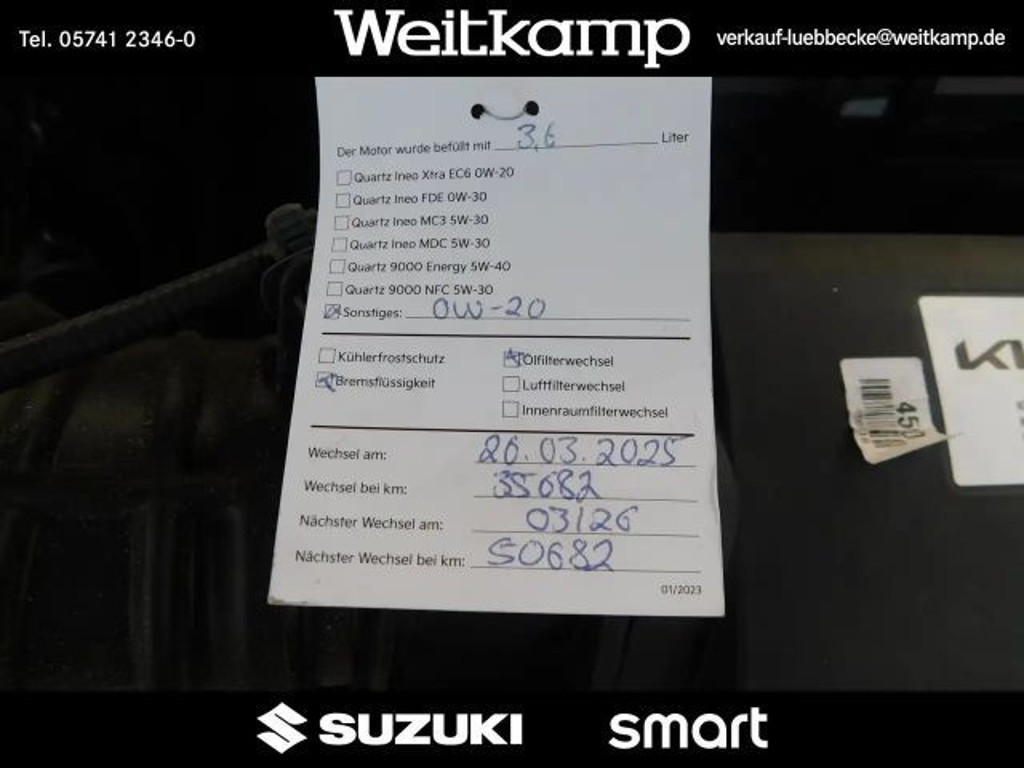 Tel. 05741 2346-0
Weitkamp
verkauf-luebbecke@weitkamp.de
Der Motor wurde befüllt mit 3,6 Liter
Quartz Ineo Xtra EC6 0W-20
Quartz Ineo FDE 0W-30
Quartz Ineo MC3 5W-30
Quartz Ineo MDC 5W-30
Quartz 9000 Energy 5W-40
Quartz 9000 NFC 5W-30
Sonstiges: 0W-20
Kühlerfrostschutz
Ölfilterwechsel
Bremsflüssigkeit
Luftfilterwechsel
Innenraumfilterwechsel
Wechsel am: 26.03.2025
Wechsel bei km: 35682
Nächster Wechsel am: 03/26
Nächster Wechsel bei km: 50682
01/2023
450
SUZUKI
smart